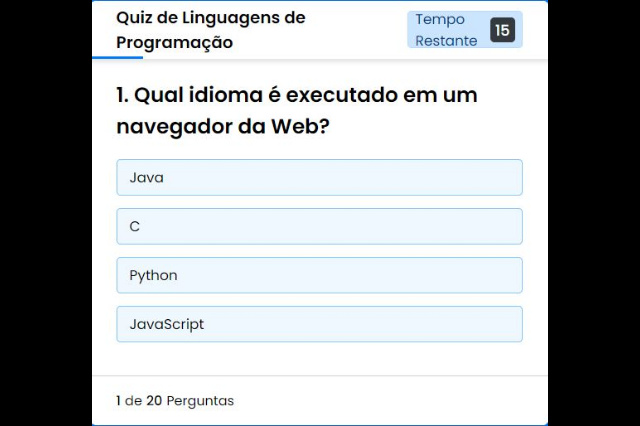 Quiz de Linguagens de
Programação
Tempo
Restante
15
1. Qual idioma é executado em um
navegador da Web?
Java
C
Python
JavaScript
1 de 20 Perguntas